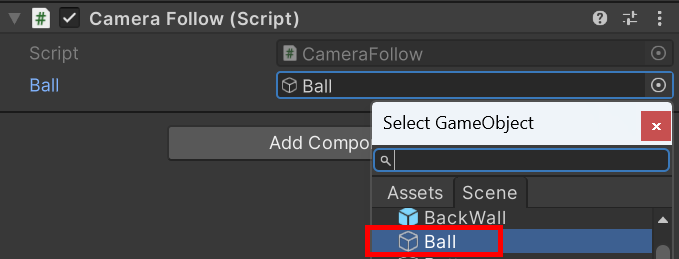 Camera Follow (Script)
Script
CameraFollow
Ball
Ball
Add Compo
Select GameObject
Assets
Scene
BackWall
Ball